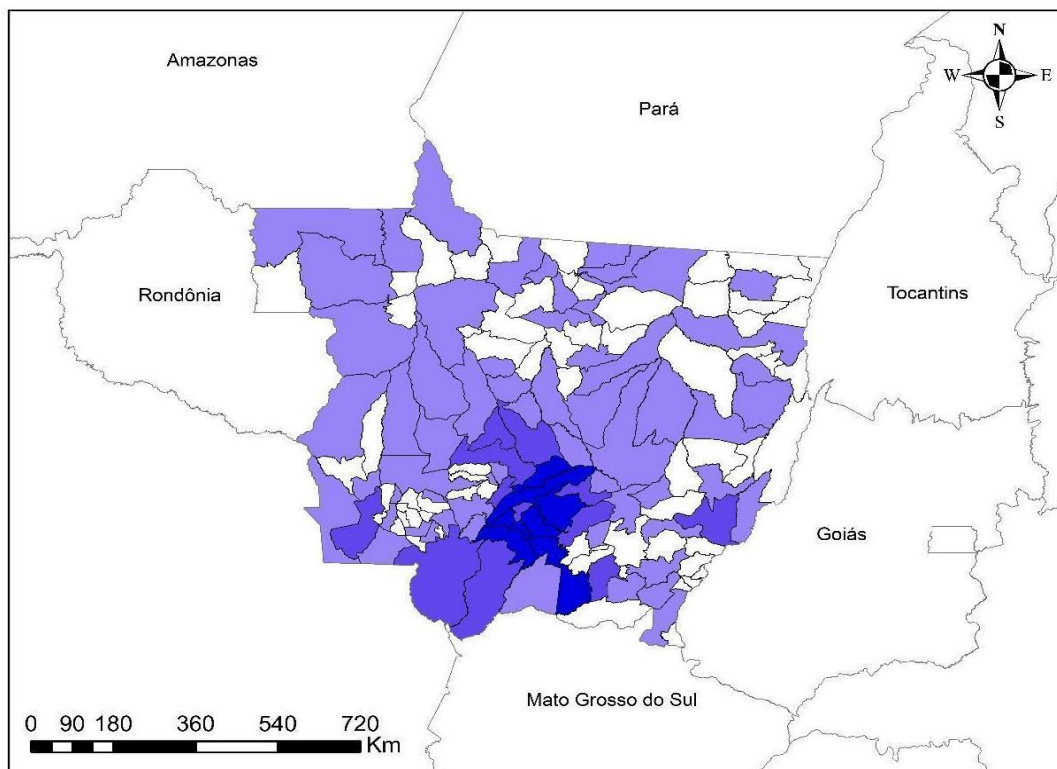 Amazonas
N
W E
S
Pará
Rondônia
Tocantins
Goiás
Mato Grosso do Sul
0 90 180 360 540 720
Km